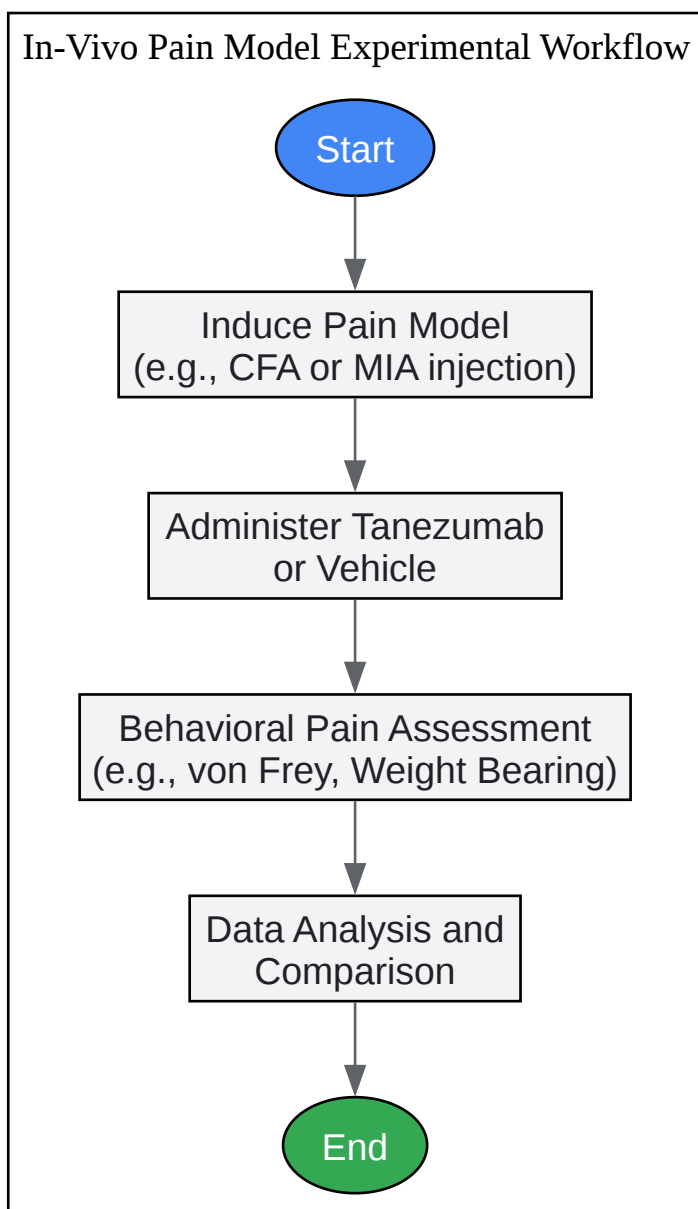 In-Vivo Pain Model Experimental Workflow
Start
Induce Pain Model
(e.g., CFA or MIA injection)
Administer Tanezumab
or Vehicle
Behavioral Pain Assessment
(e.g., von Frey, Weight Bearing)
Data Analysis and
Comparison
End